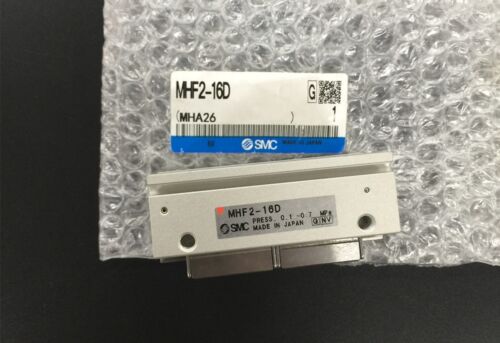 MHF2-16D
G
(MHA26 ) 1
SMC MADE IN JAPAN
MHF2-16D
PRESS. 0.1-0.7 MPa
SMC MADE IN JAPAN GNV